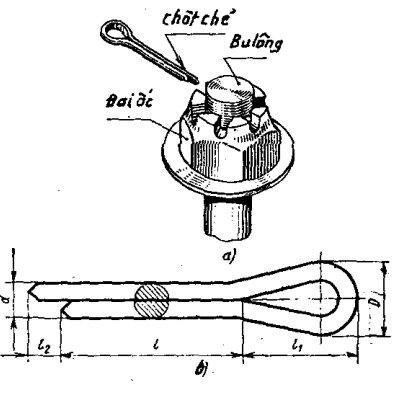 Chốt chẻ
Bulông
Đai ốc
a)
d
D
l₂
l
l₁
b)